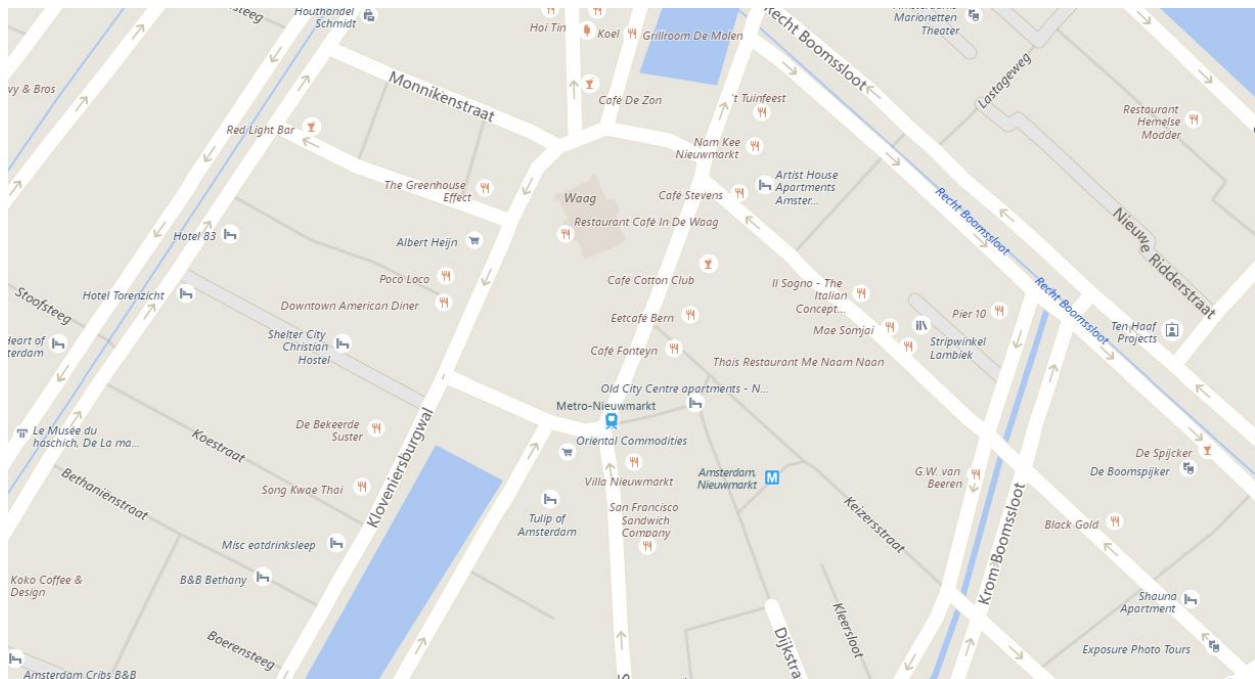 Houthandel
Schmidt
Hoi Tin
Koel
Grillroom De Molen
Recht Boomssloot
Marionetten
Theater
Lastageweg
vy & Bros
Monnikenstraat
Café De Zon
't Tuinfeest
Restaurant
Hemelse
Modder
Red Light Bar
Nam Kee
Nieuwmarkt
The Greenhouse
Effect
Waag
Café Stevens
Artist House
Apartments
Amster...
Recht Boomssloot
Restaurant Café In De Waag
Nieuwe Ridderstraat
Hotel 83
Albert Heijn
Poco Loco
Café Cotton Club
Il Sogno - The
Italian
Concept...
Recht Boomssloot
Stoofsteeg
Hotel Torenzicht
Downtown American Diner
Eetcafé Bern
Pier 10
Mae Somjai
Ten Haaf
Projects
Heart of
terdam
Shelter City
Christian
Hostel
Café Fonteyn
Stripwinkel
Lambiek
Thais Restaurant Me Naam Naan
Old City Centre apartments - N...
Metro-Nieuwmarkt
Le Musée du
haschich, De La ma...
Koestraat
De Bekeerde
Suster
Kloveniersburgwal
Oriental Commodities
De Spijcker
De Boomspijker
Bethaniënstraat
Song Kwae Thai
Villa Nieuwmarkt
Amsterdam,
Nieuwmarkt
M
G.W. van
Beeren
Tulip of
Amsterdam
San Francisco
Sandwich
Company
Keizersstraat
Black Gold
Misc eatdrinksleep
Krom Boomssloot
Koko Coffee &
Design
B&B Bethany
Kleersloot
Shauna
Apartment
Boerensteeg
Dijkstra
Exposure Photo Tours
Amsterdam Cribs B&B